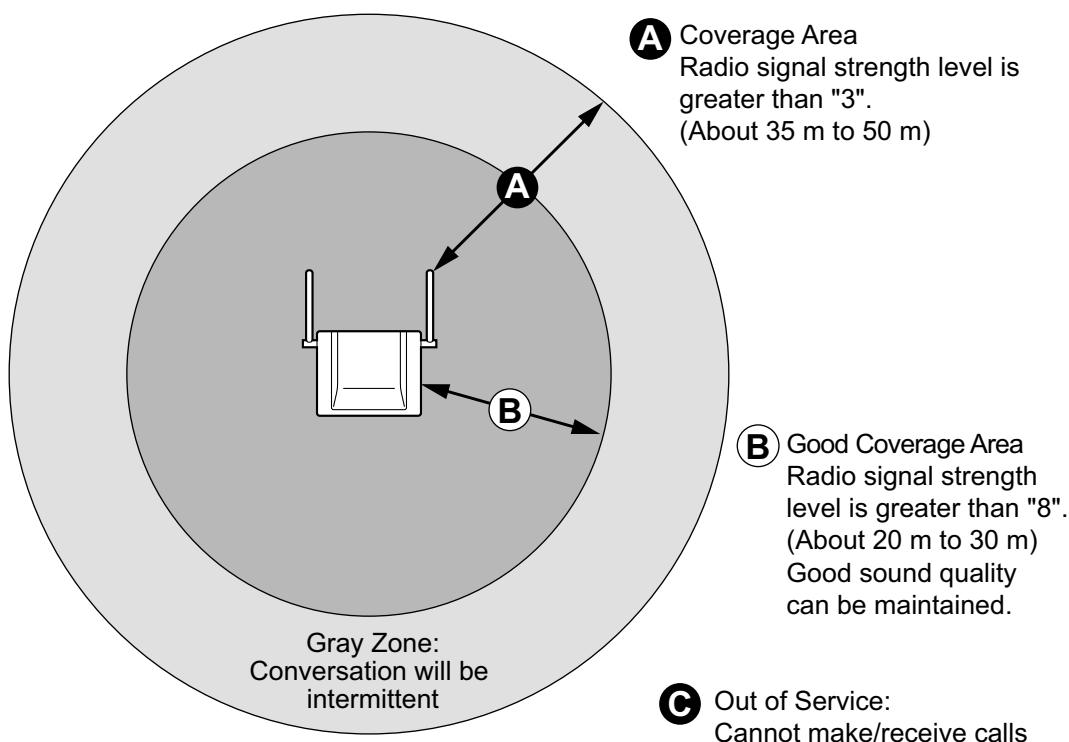 A Coverage Area
Radio signal strength level is
greater than "3".
(About 35 m to 50 m)
A
B
B Good Coverage Area
Radio signal strength
level is greater than "8".
(About 20 m to 30 m)
Good sound quality
can be maintained.
Gray Zone:
Conversation will be
intermittent
C Out of Service:
Cannot make/receive calls